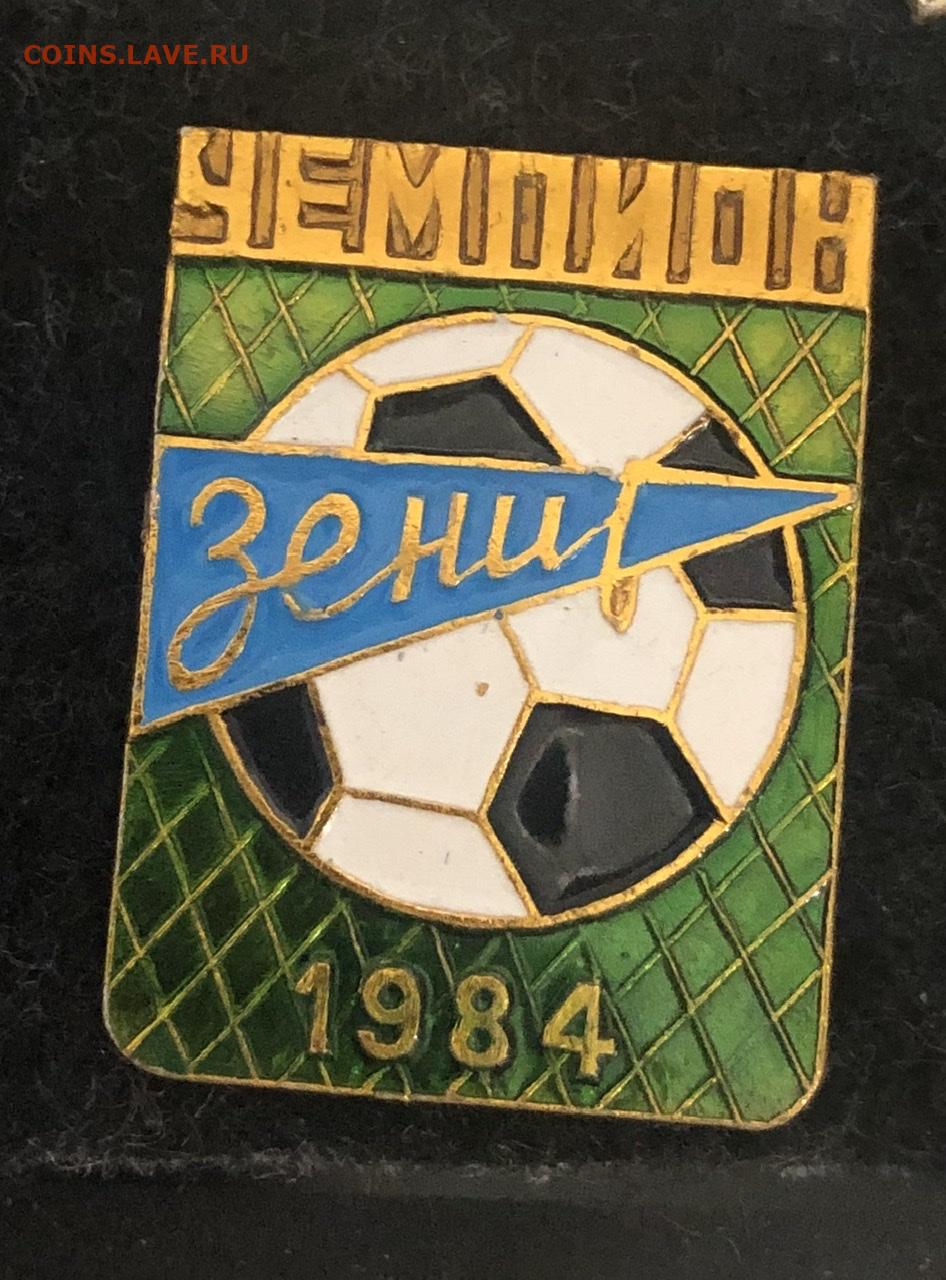 COINS.LAVE.RU
ЧЕМПИОН
Зенит
1984